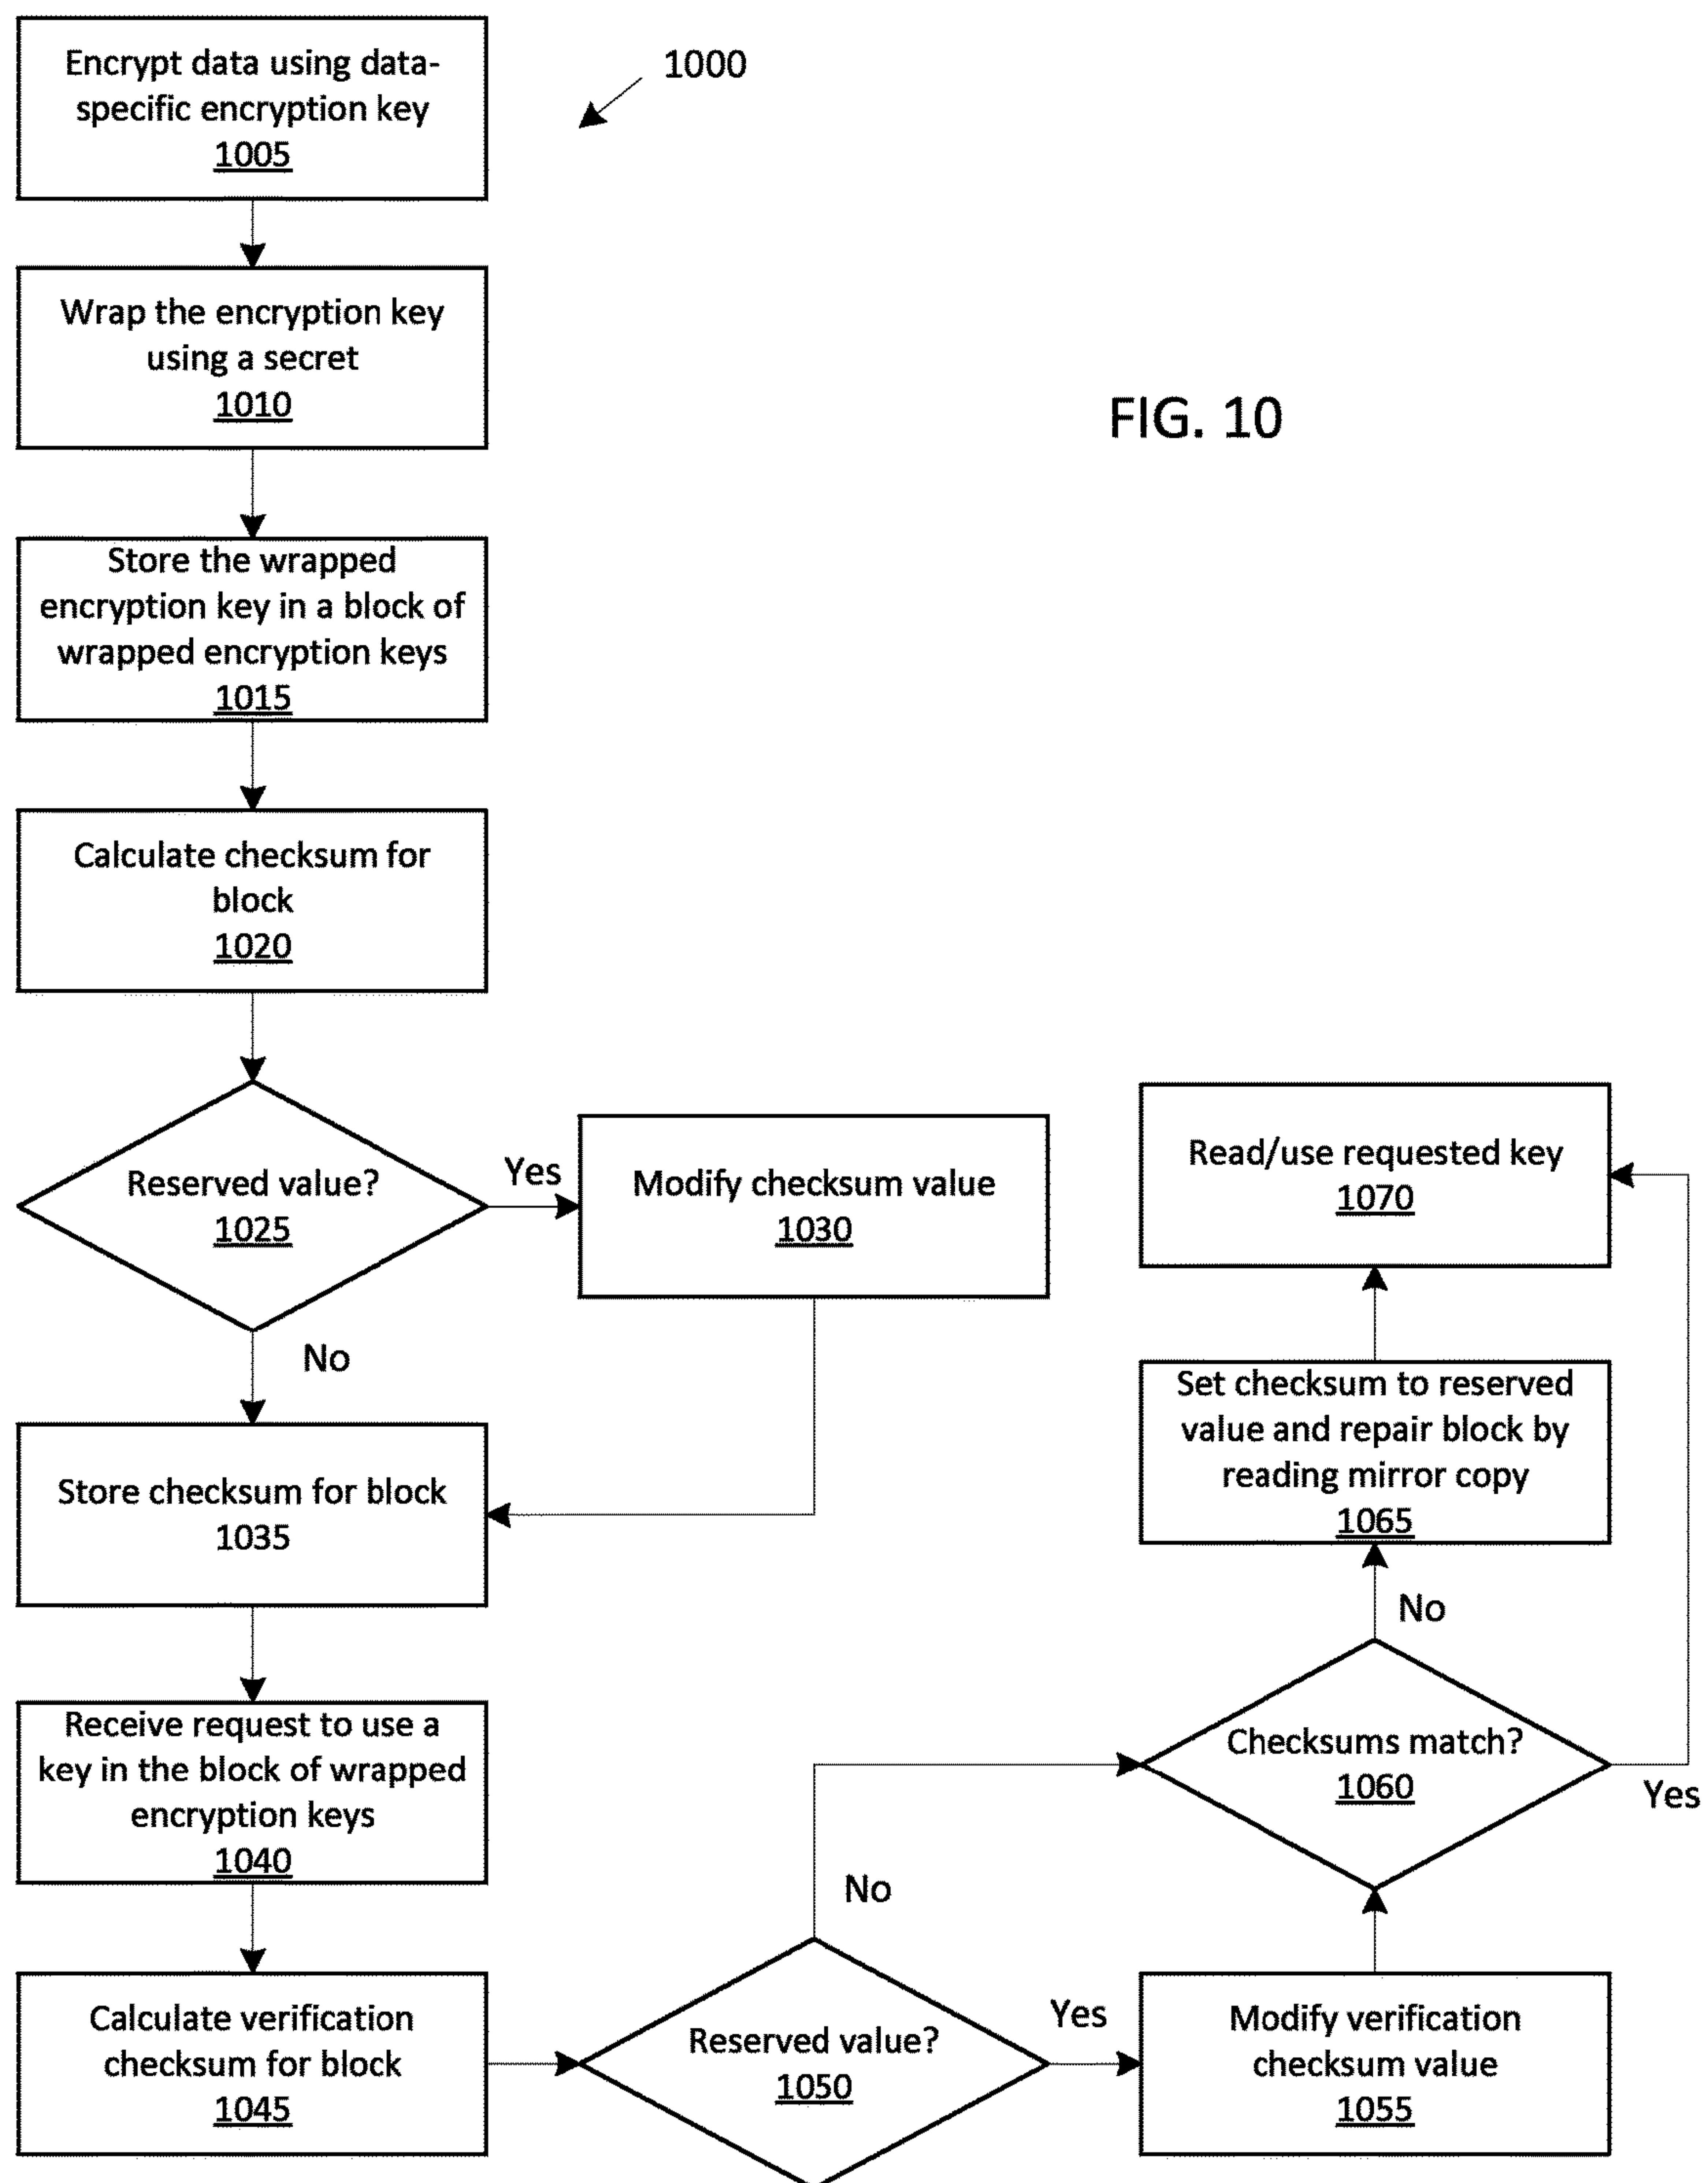 Encrypt data using data-
specific encryption key
1005
1000
Wrap the encryption key
using a secret
1010
FIG. 10
Store the wrapped
encryption key in a block of
wrapped encryption keys
1015
Calculate checksum for
block
1020
Reserved value?
1025
Yes
Modify checksum value
1030
No
Store checksum for block
1035
Receive request to use a
key in the block of wrapped
encryption keys
1040
Calculate verification
checksum for block
1045
Reserved value?
1050
No
Yes
Modify verification
checksum value
1055
Checksums match?
1060
Yes
No
Set checksum to reserved
value and repair block by
reading mirror copy
1065
Read/use requested key
1070